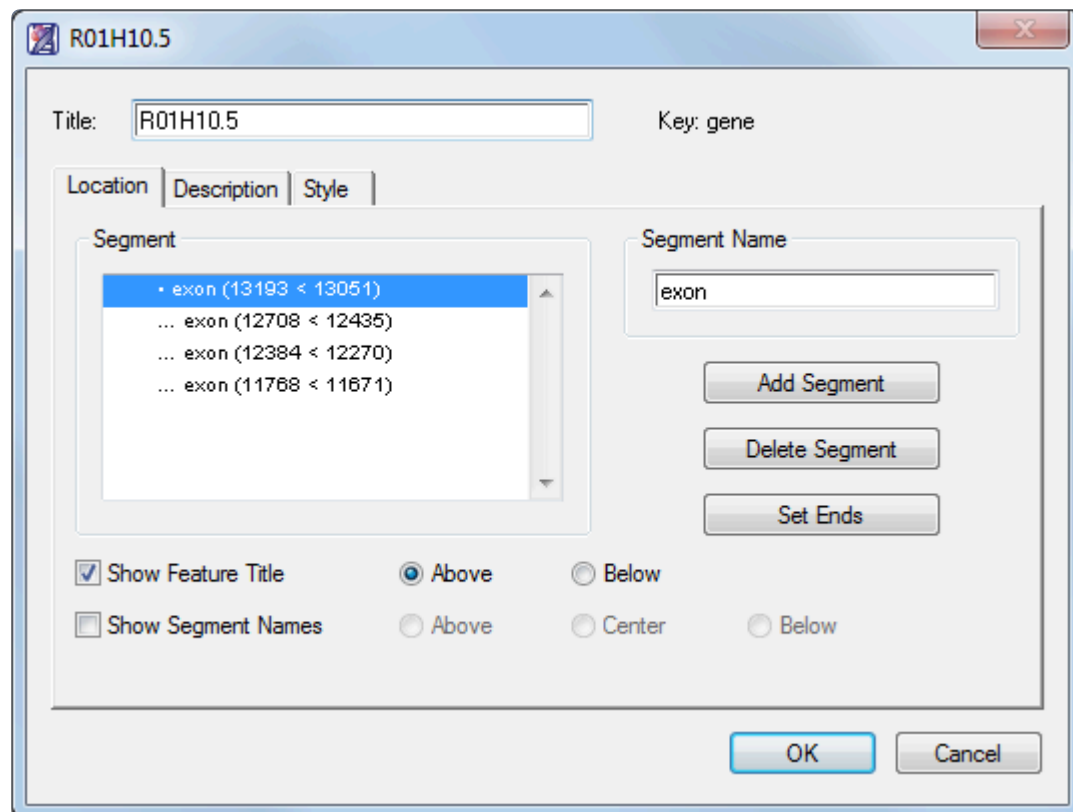 R01H10.5
Title: R01H10.5 Key: gene
Location Description Style
Segment Segment Name
• exon (13193 < 13051) exon
... exon (12708 < 12435)
... exon (12384 < 12270) Add Segment
... exon (11768 < 11671)
Delete Segment
Set Ends
Show Feature Title Above Below
Show Segment Names Above Center Below
OK Cancel